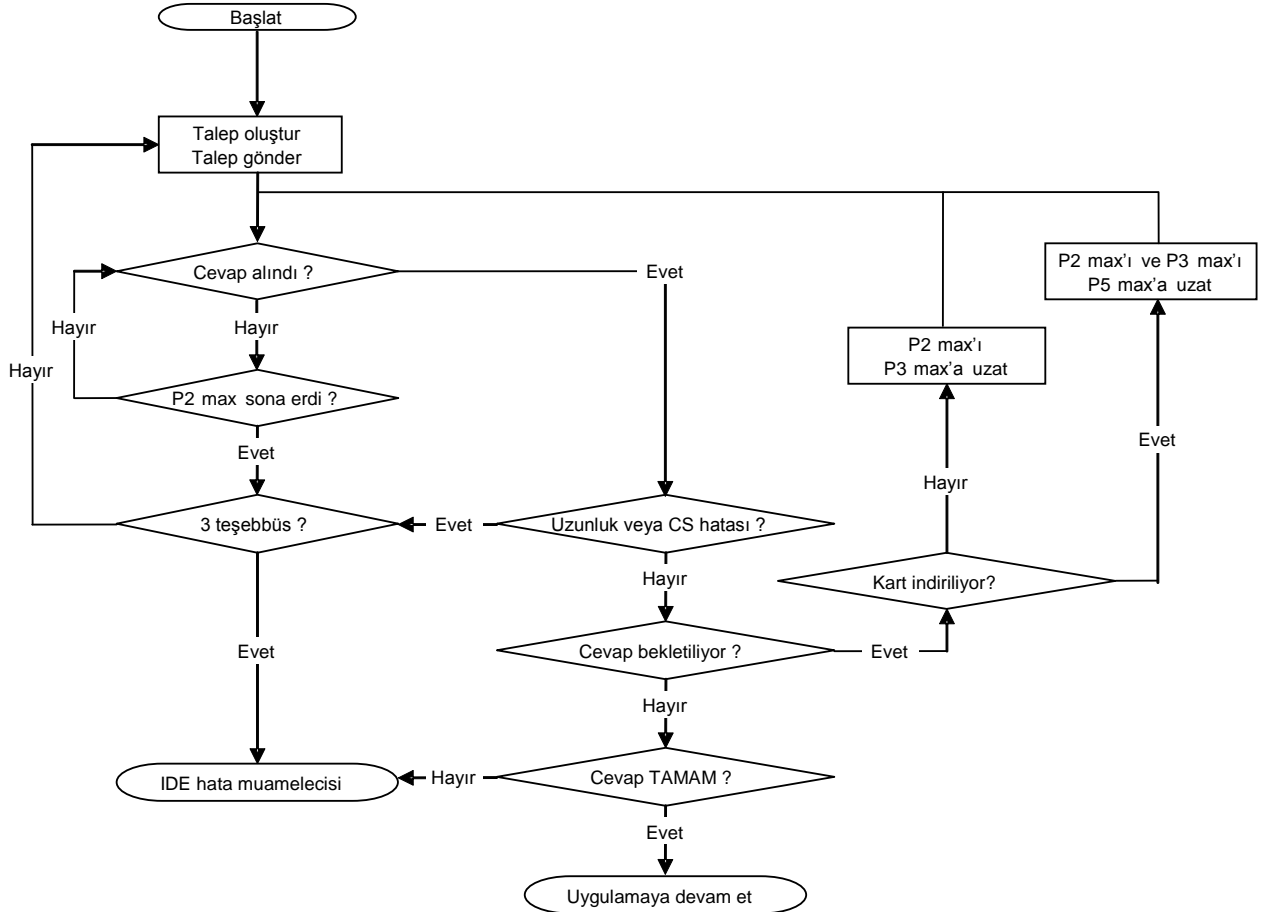 Başlat
Talep oluştur
Talep gönder
Cevap alındı ?
Evet
P2 max'ı ve P3 max'ı
P5 max'a uzat
Hayır
Hayır
Hayır
P2 max'ı
P3 max'a uzat
P2 max sona erdi ?
Evet
Evet
Hayır
3 teşebbüs ?
Evet
Uzunluk veya CS hatası ?
Hayır
Kart indiriliyor?
Evet
Cevap bekletiliyor ?
Evet
Hayır
IDE hata muamelecisi
Hayır
Cevap TAMAM ?
Evet
Uygulamaya devam et